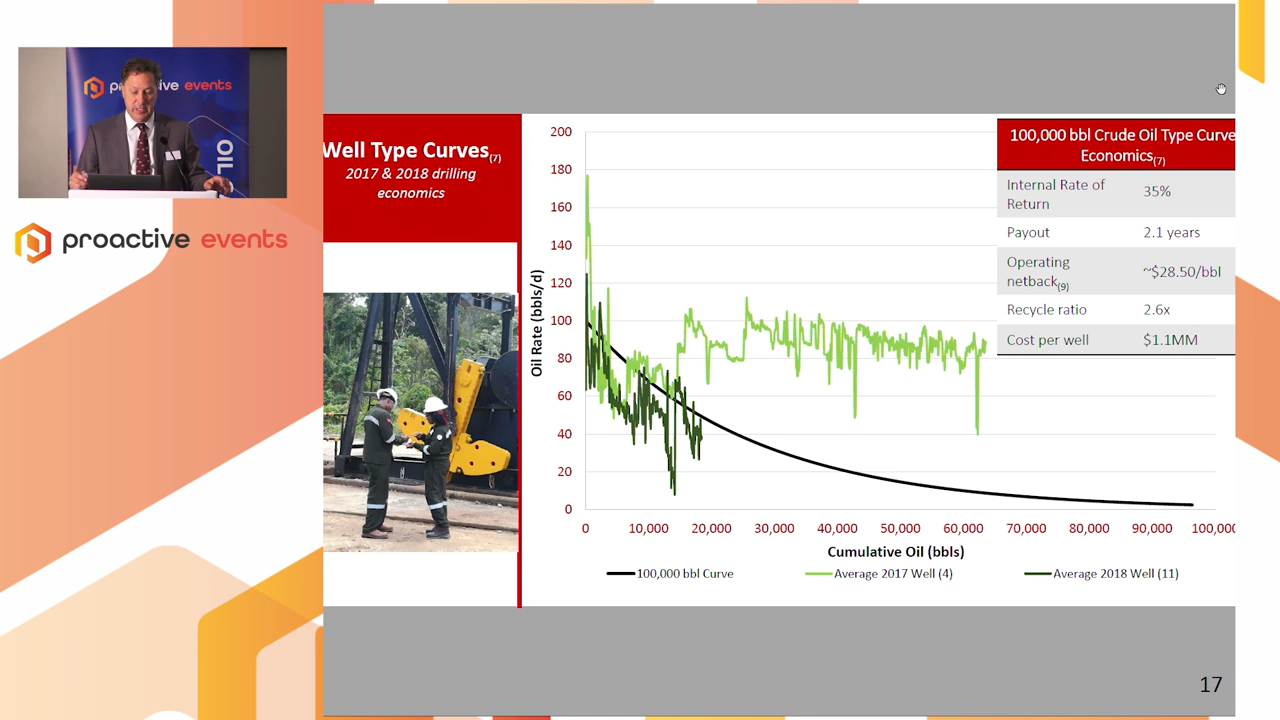 proactive events
OIL
proactive events
Well Type Curves(7)
2017 & 2018 drilling
economics
Oil Rate (bbls/d)
200
180
160
140
120
100
80
60
40
20
0
0 10,000 20,000 30,000 40,000 50,000 60,000 70,000 80,000 90,000 100,000
Cumulative Oil (bbls)
100,000 bbl Curve Average 2017 Well (4) Average 2018 Well (11)
100,000 bbl Crude Oil Type Curve
Economics(7)
Internal Rate of
Return 35%
Payout 2.1 years
Operating
netback(9) ~$28.50/bbl
Recycle ratio 2.6x
Cost per well $1.1MM
17